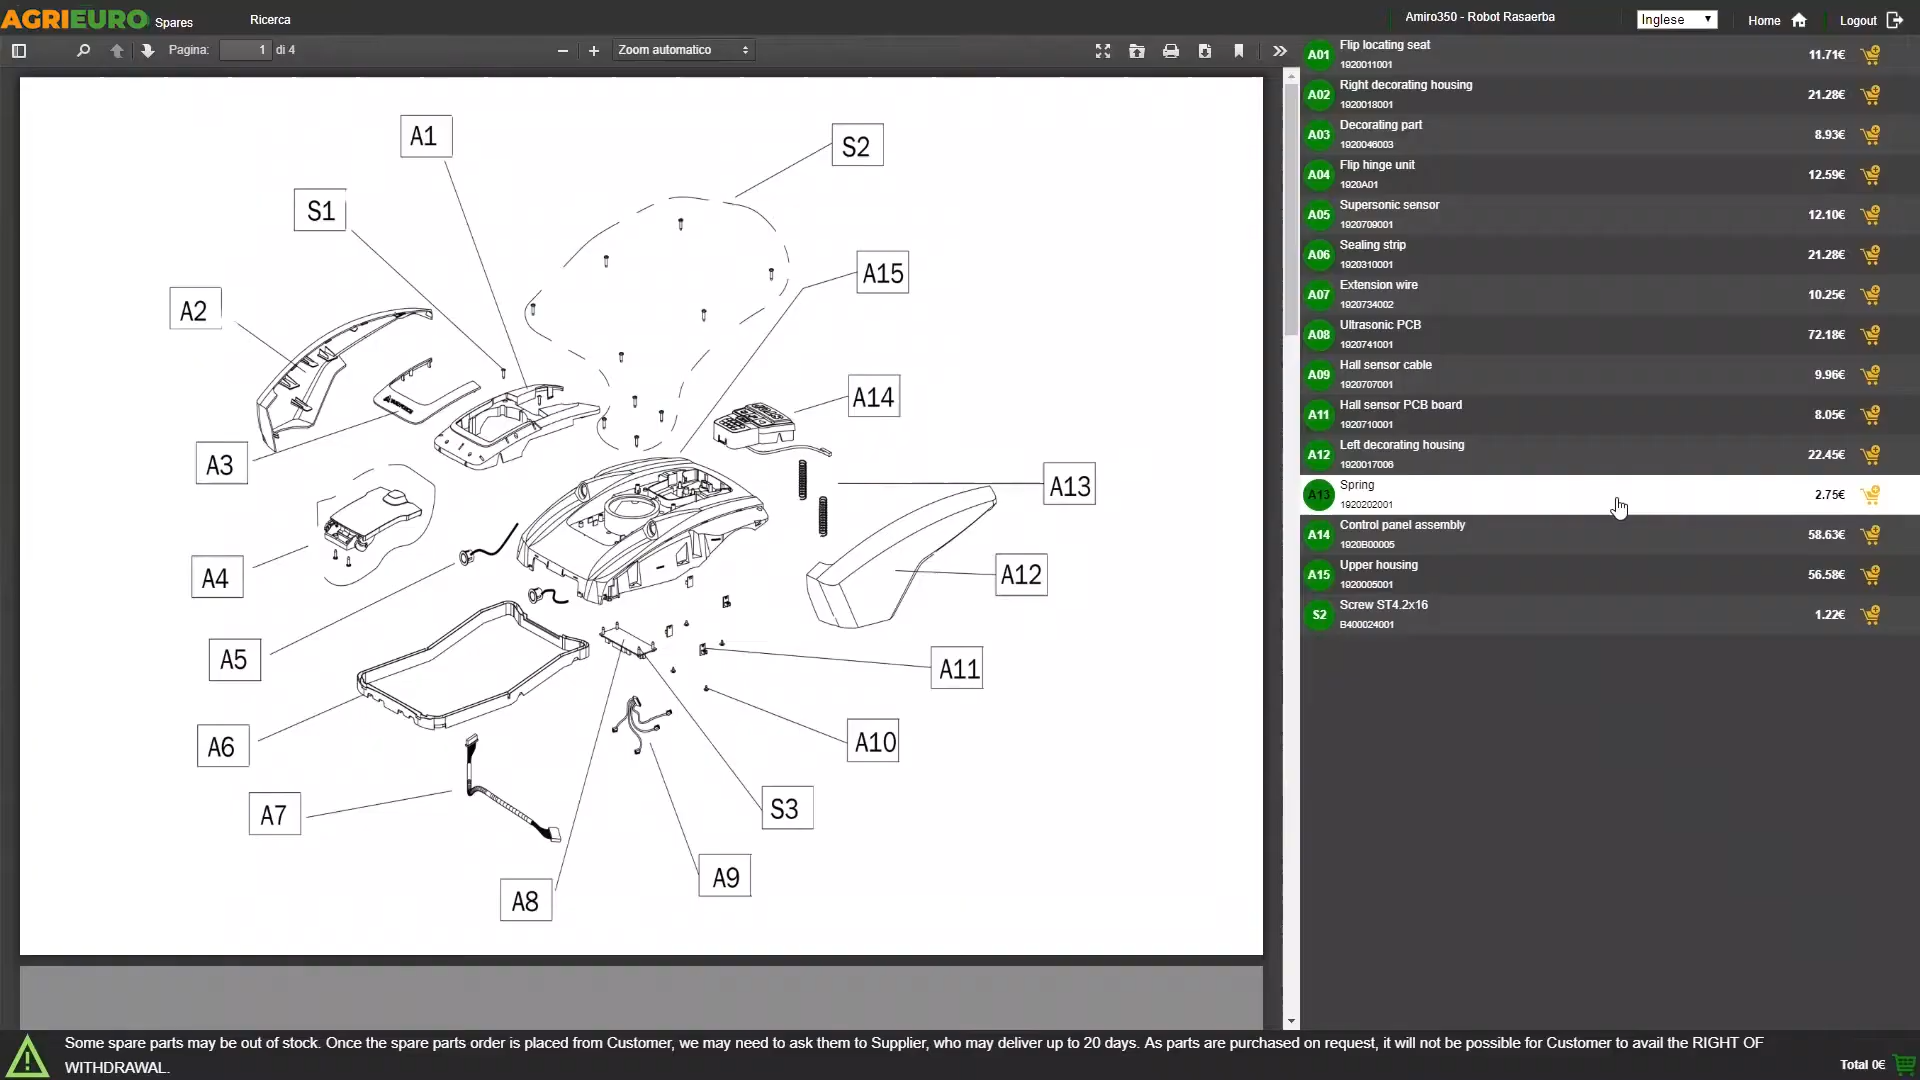 AGRIEURO Spares
Ricerca
Amiro350 - Robot Rasaerba
Inglese
Home
Logout
Pagina: 1 di 4
Zoom automatico
A1
S2
S1
A15
A2
A14
A3
A13
A4
A12
A5
A11
A6
A10
A7
S3
A9
A8
A01 Flip locating seat 11.71€
1920011001
A02 Right decorating housing 21.28€
1920018001
A03 Decorating part 8.93€
1920046003
A04 Flip hinge unit 12.59€
1920A01
A05 Supersonic sensor 12.10€
1920709001
A06 Sealing strip 21.28€
1920310001
A07 Extension wire 10.25€
1920734002
A08 Ultrasonic PCB 72.18€
1920741001
A09 Hall sensor cable 9.96€
1920707001
A11 Hall sensor PCB board 8.05€
1920710001
A12 Left decorating housing 22.45€
1920017006
A13 Spring 2.75€
1920202001
A14 Control panel assembly 58.63€
1920B00005
A15 Upper housing 56.58€
1920005001
S2 Screw ST4.2x16 1.22€
B400024001
Some spare parts may be out of stock. Once the spare parts order is placed from Customer, we may need to ask them to Supplier, who may deliver up to 20 days. As parts are purchased on request, it will not be possible for Customer to avail the RIGHT OF
WITHDRAWAL.
Total 0€